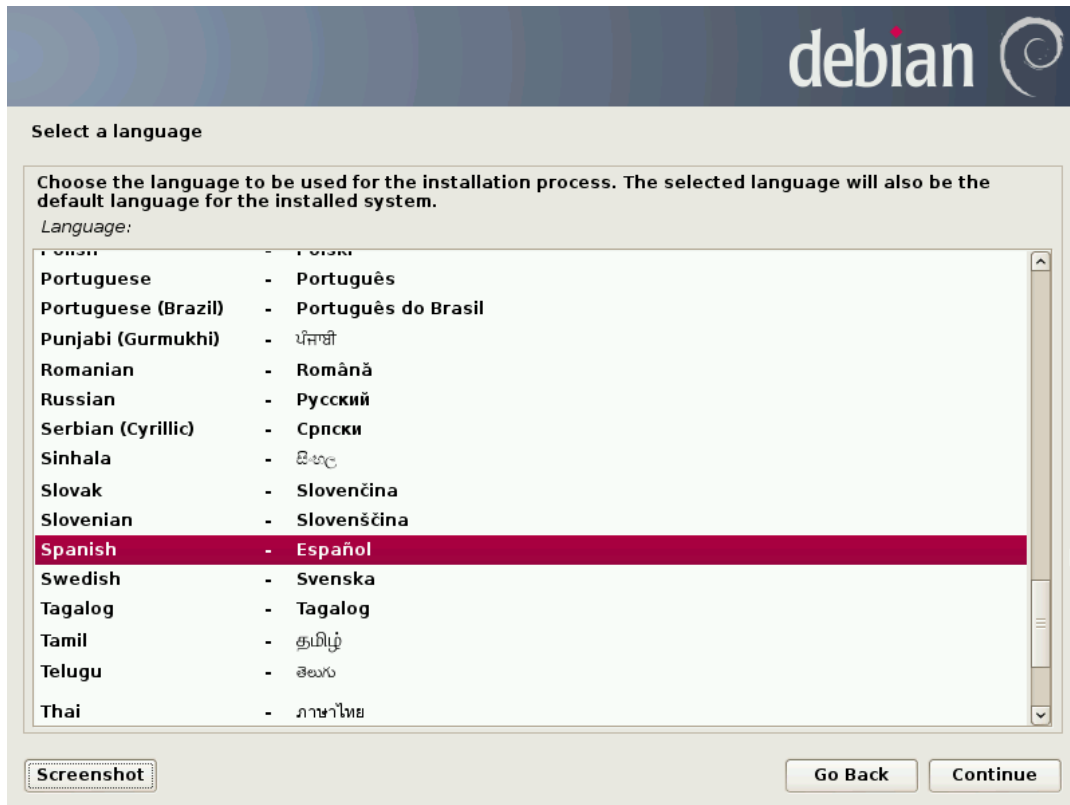 debian
Select a language
Choose the language to be used for the installation process. The selected language will also be the
default language for the installed system.
Language:
Polish - Polski
Portuguese - Português
Portuguese (Brazil) - Português do Brasil
Punjabi (Gurmukhi) - ਪੰਜਾਬੀ
Romanian - Română
Russian - Русский
Serbian (Cyrillic) - Српски
Sinhala - සිංහල
Slovak - Slovenčina
Slovenian - Slovenščina
Spanish - Español
Swedish - Svenska
Tagalog - Tagalog
Tamil - தமிழ்
Telugu - తెలుగు
Thai - ภาษาไทย
Screenshot Go Back Continue